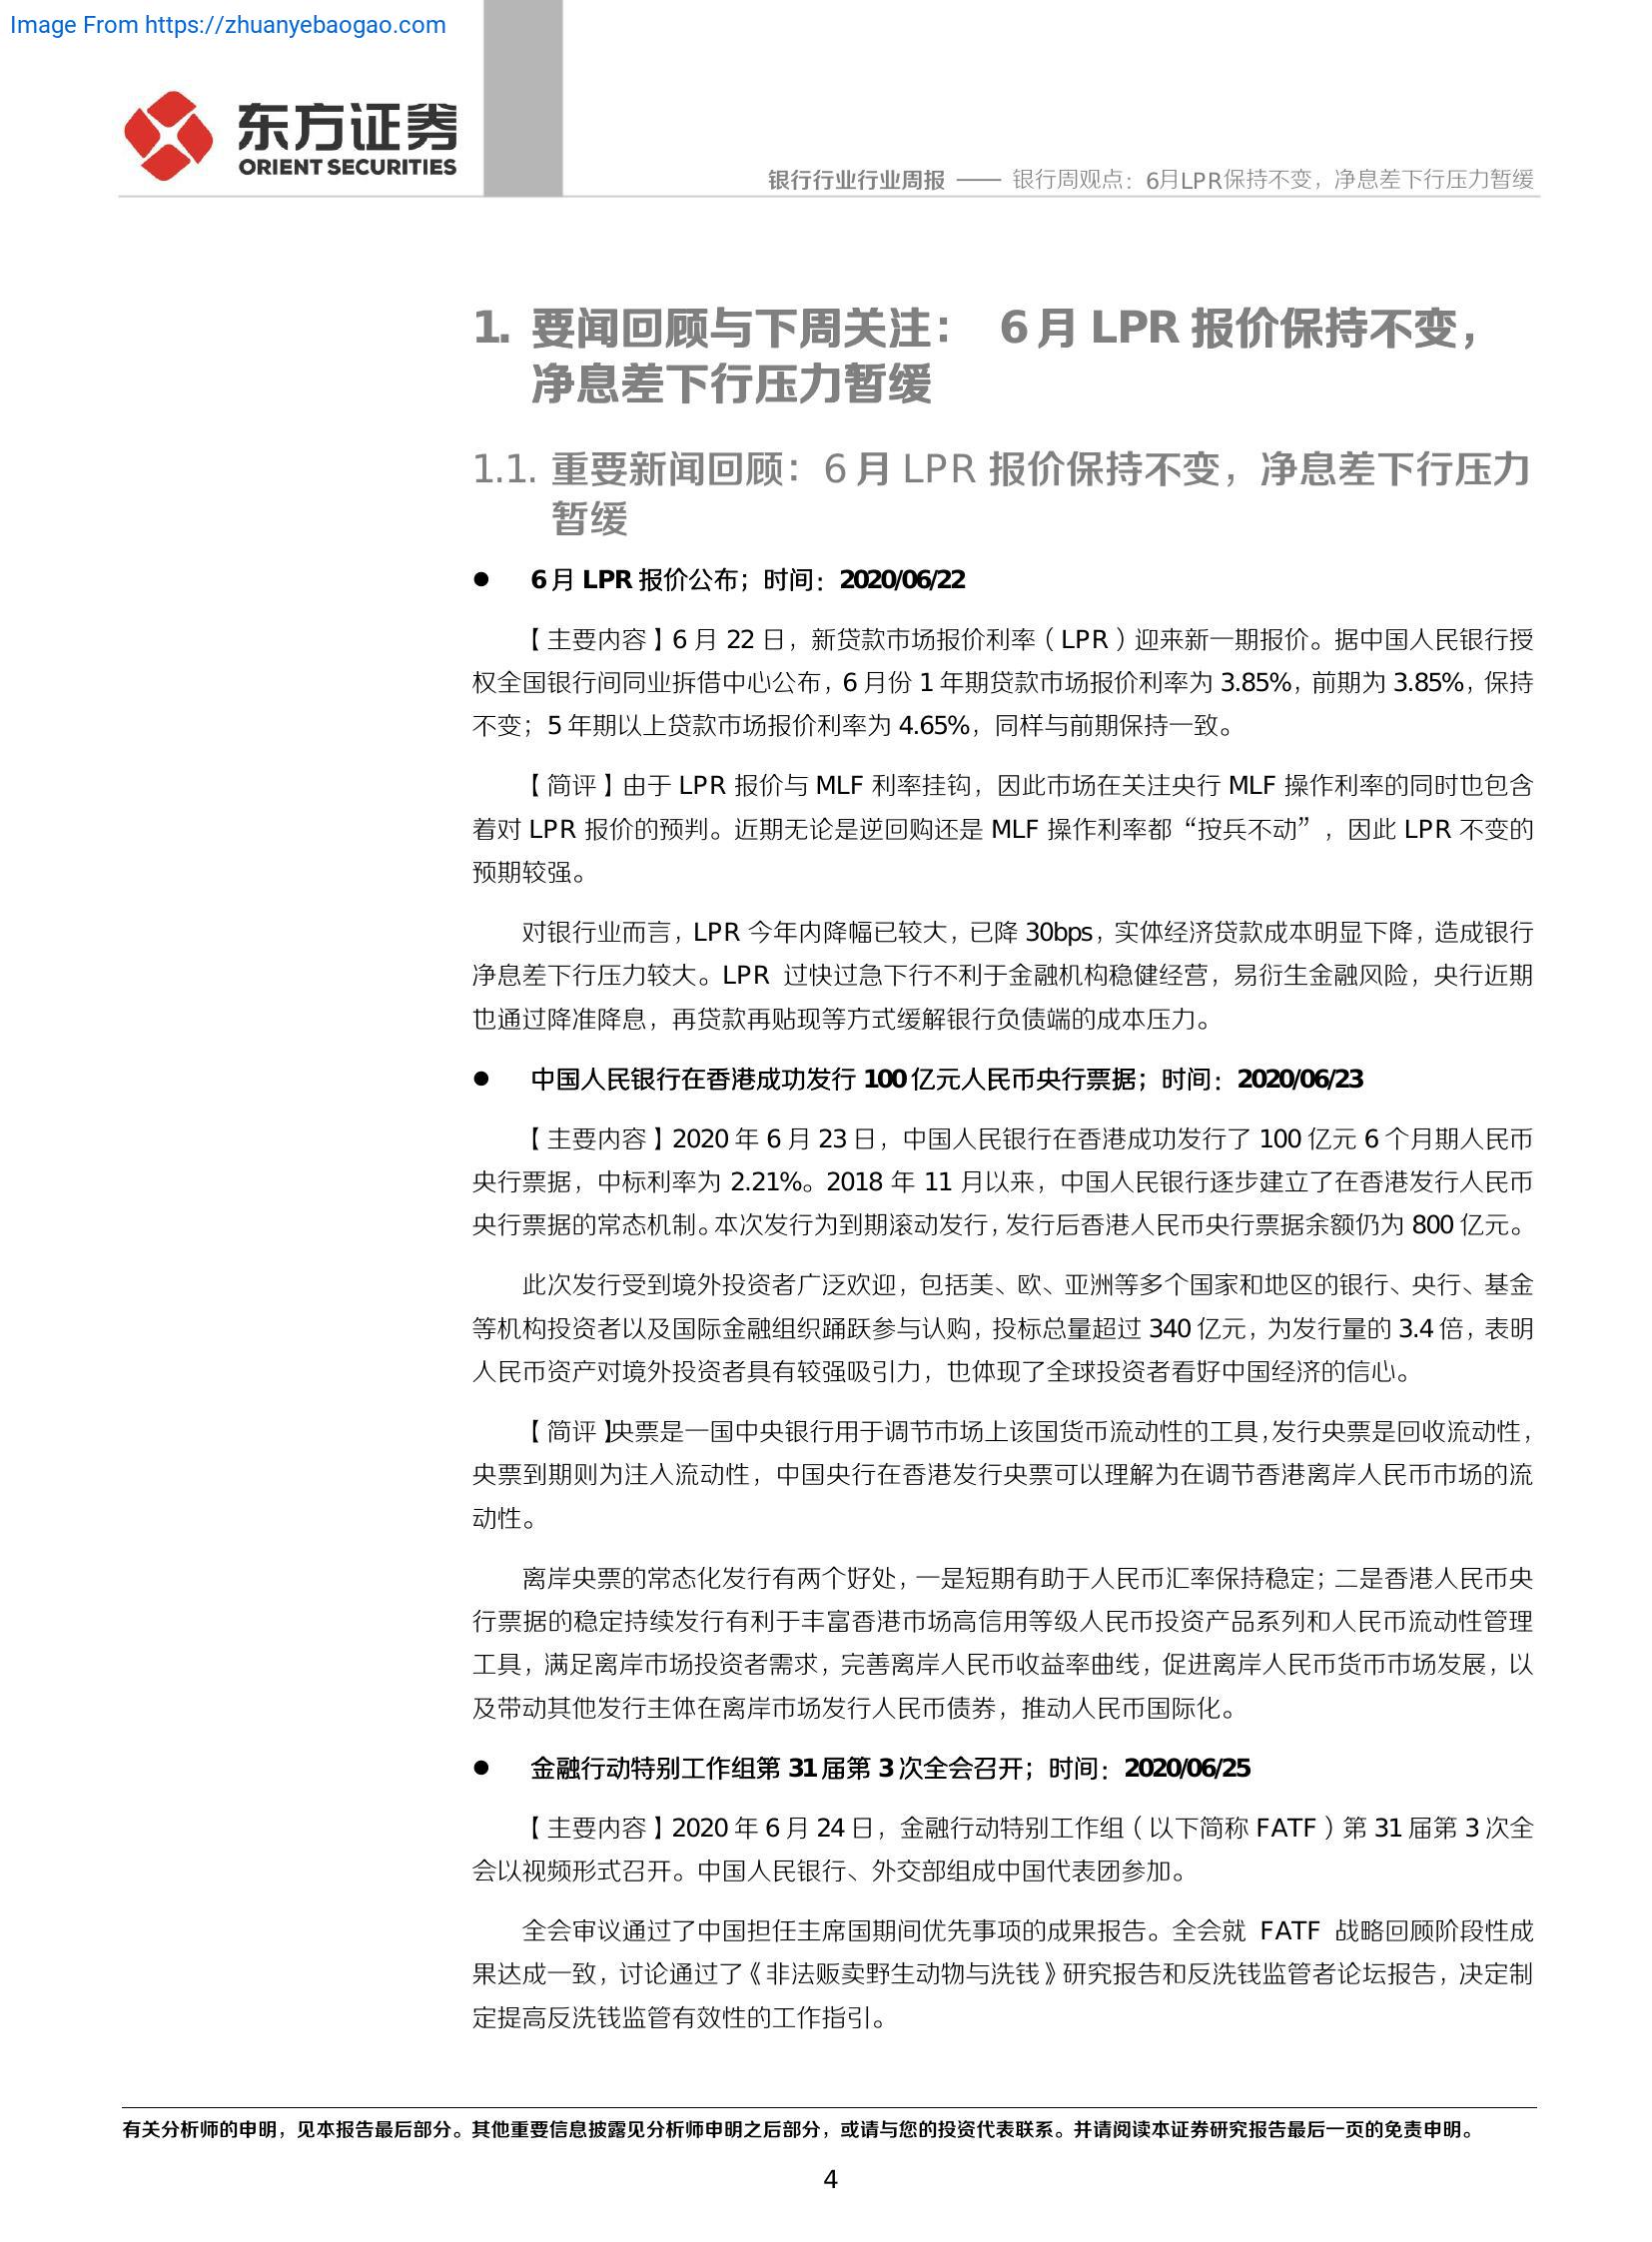 Image From https://zhuanyebaogao.com
东方证券
ORIENT SECURITIES
银行行业行业周报 —— 银行周观点：6月LPR保持不变，净息差下行压力暂缓
1. 要闻回顾与下周关注： 6 月 LPR 报价保持不变，
净息差下行压力暂缓
1.1. 重要新闻回顾：6 月 LPR 报价保持不变，净息差下行压力
暂缓
● 6 月 LPR 报价公布；时间：2020/06/22
【主要内容】6 月 22 日，新贷款市场报价利率（LPR）迎来新一期报价。据中国人民银行授
权全国银行间同业拆借中心公布，6 月份 1 年期贷款市场报价利率为 3.85%，前期为 3.85%，保持
不变；5 年期以上贷款市场报价利率为 4.65%，同样与前期保持一致。
【简评】由于 LPR 报价与 MLF 利率挂钩，因此市场在关注央行 MLF 操作利率的同时也包含
着对 LPR 报价的预判。近期无论是逆回购还是 MLF 操作利率都“按兵不动”，因此 LPR 不变的
预期较强。
对银行业而言，LPR 今年内降幅已较大，已降 30bps，实体经济贷款成本明显下降，造成银行
净息差下行压力较大。LPR 过快过急下行不利于金融机构稳健经营，易衍生金融风险，央行近期
也通过降准降息，再贷款再贴现等方式缓解银行负债端的成本压力。
● 中国人民银行在香港成功发行 100 亿元人民币央行票据；时间：2020/06/23
【主要内容】2020 年 6 月 23 日，中国人民银行在香港成功发行了 100 亿元 6 个月期人民币
央行票据，中标利率为 2.21%。2018 年 11 月以来，中国人民银行逐步建立了在香港发行人民币
央行票据的常态机制。本次发行为到期滚动发行，发行后香港人民币央行票据余额仍为 800 亿元。
此次发行受到境外投资者广泛欢迎，包括美、欧、亚洲等多个国家和地区的银行、央行、基金
等机构投资者以及国际金融组织踊跃参与认购，投标总量超过 340 亿元，为发行量的 3.4 倍，表明
人民币资产对境外投资者具有较强吸引力，也体现了全球投资者看好中国经济的信心。
【简评】央票是一国中央银行用于调节市场上该国货币流动性的工具，发行央票是回收流动性，
央票到期则为注入流动性，中国央行在香港发行央票可以理解为在调节香港离岸人民币市场的流
动性。
离岸央票的常态化发行有两个好处，一是短期有助于人民币汇率保持稳定；二是香港人民币央
行票据的稳定持续发行有利于丰富香港市场高信用等级人民币投资产品系列和人民币流动性管理
工具，满足离岸市场投资者需求，完善离岸人民币收益率曲线，促进离岸人民币货币市场发展，以
及带动其他发行主体在离岸市场发行人民币债券，推动人民币国际化。
● 金融行动特别工作组第 31 届第 3 次全会召开；时间：2020/06/25
【主要内容】2020 年 6 月 24 日，金融行动特别工作组（以下简称 FATF）第 31 届第 3 次全
会以视频形式召开。中国人民银行、外交部组成中国代表团参加。
全会审议通过了中国担任主席国期间优先事项的成果报告。全会就 FATF 战略回顾阶段性成
果达成一致，讨论通过了《非法贩卖野生动物与洗钱》研究报告和反洗钱监管者论坛报告，决定制
定提高反洗钱监管有效性的工作指引。
有关分析师的申明，见本报告最后部分。其他重要信息披露见分析师申明之后部分，或请与您的投资代表联系。并请阅读本证券研究报告最后一页的免责申明。
4